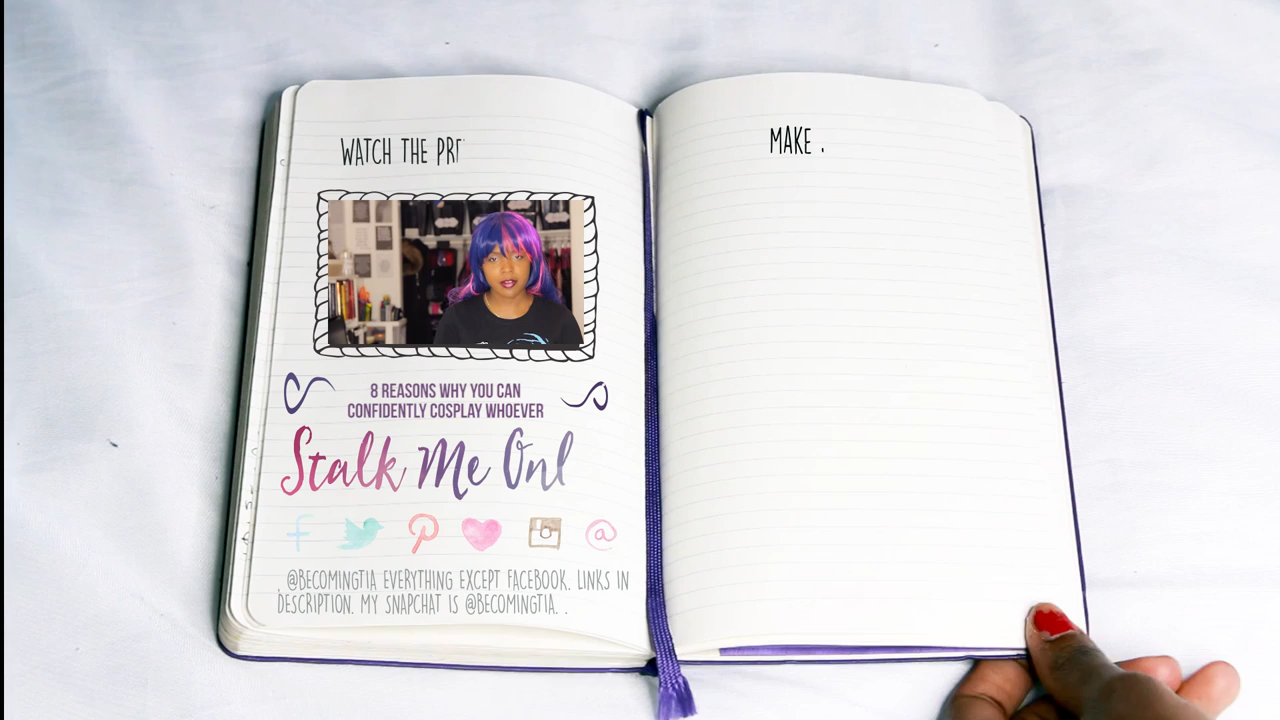 WATCH THE PR
8 REASONS WHY YOU CAN
CONFIDENTLY COSPLAY WHOEVER
Stalk Me Onl
@BECOMINGTIA EVERYTHING EXCEPT FACEBOOK. LINKS IN
DESCRIPTION. MY SNAPCHAT IS @BECOMINGTIA. .
MAKE .